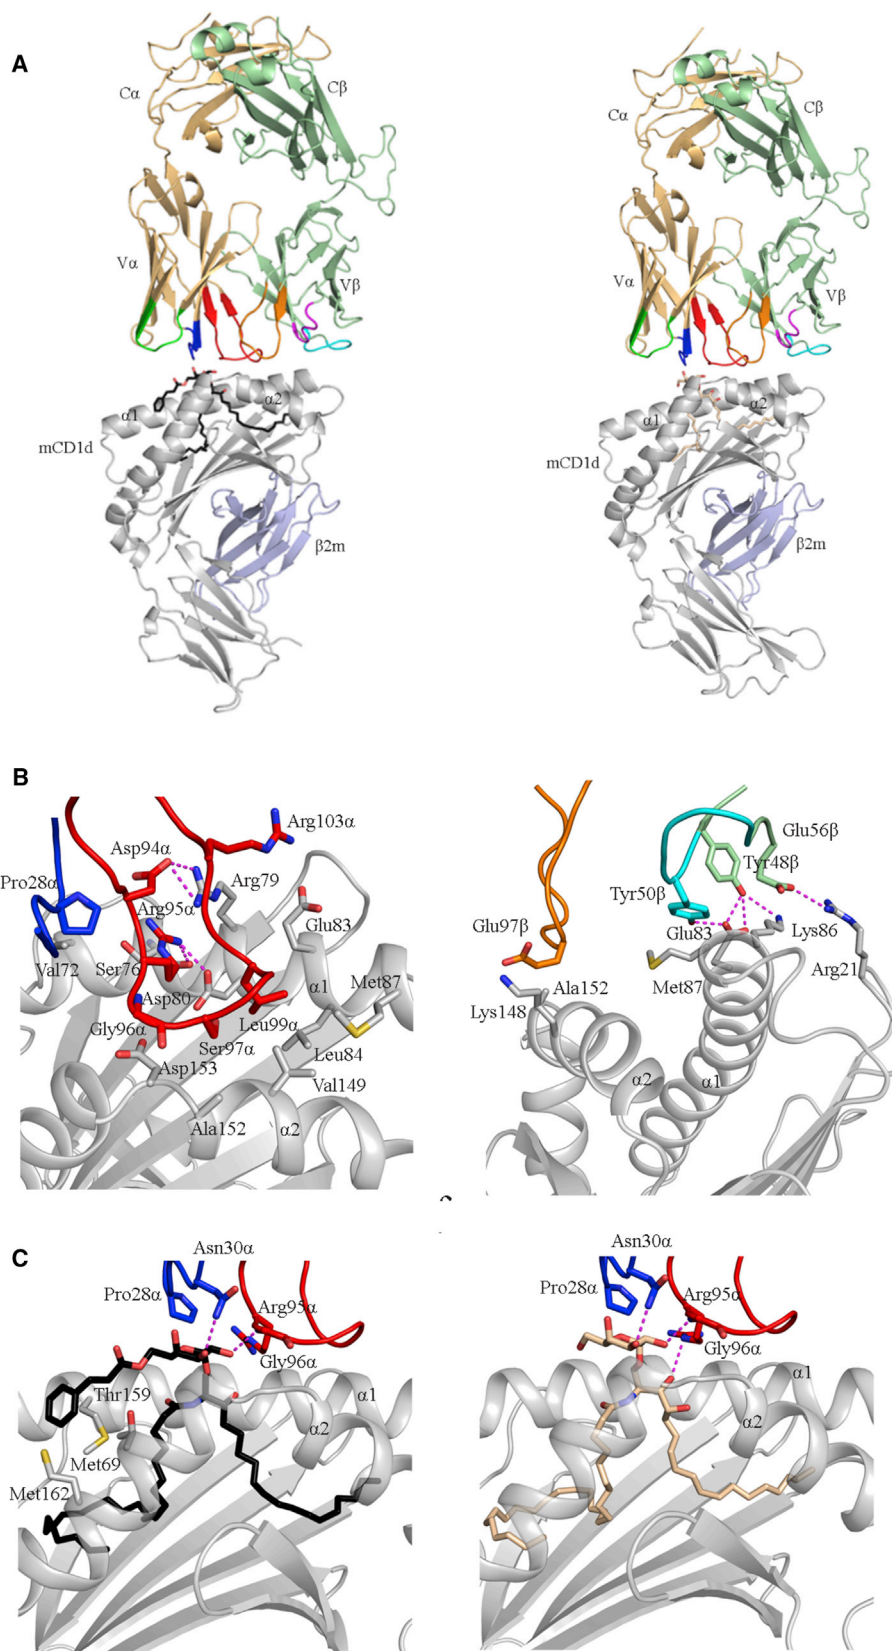 A
Cα
Cβ
Vα
Vβ
α1
α2
mCD1d
β2m
Cα
Cβ
Vα
Vβ
α1
α2
mCD1d
β2m
B
Arg103α
Asp94α
Pro28α
Arg79
Arg95α
Glu83
Val72
Ser76
Asp80
α1
Met87
Gly96α
Leu99α
Ser97α
Leu84
Asp153
Val149
Ala152
α2
Glu56β
Tyr48β
Tyr50β
Glu97β
Glu83
Lys86
Ala152
Met87
Arg21
Lys148
α2
α1
C
Asn30α
Pro28α
Arg95α
Gly96α
Thr159
α1
α2
Met69
Met162
Asn30α
Pro28α
Arg95α
Gly96α
α1
α2